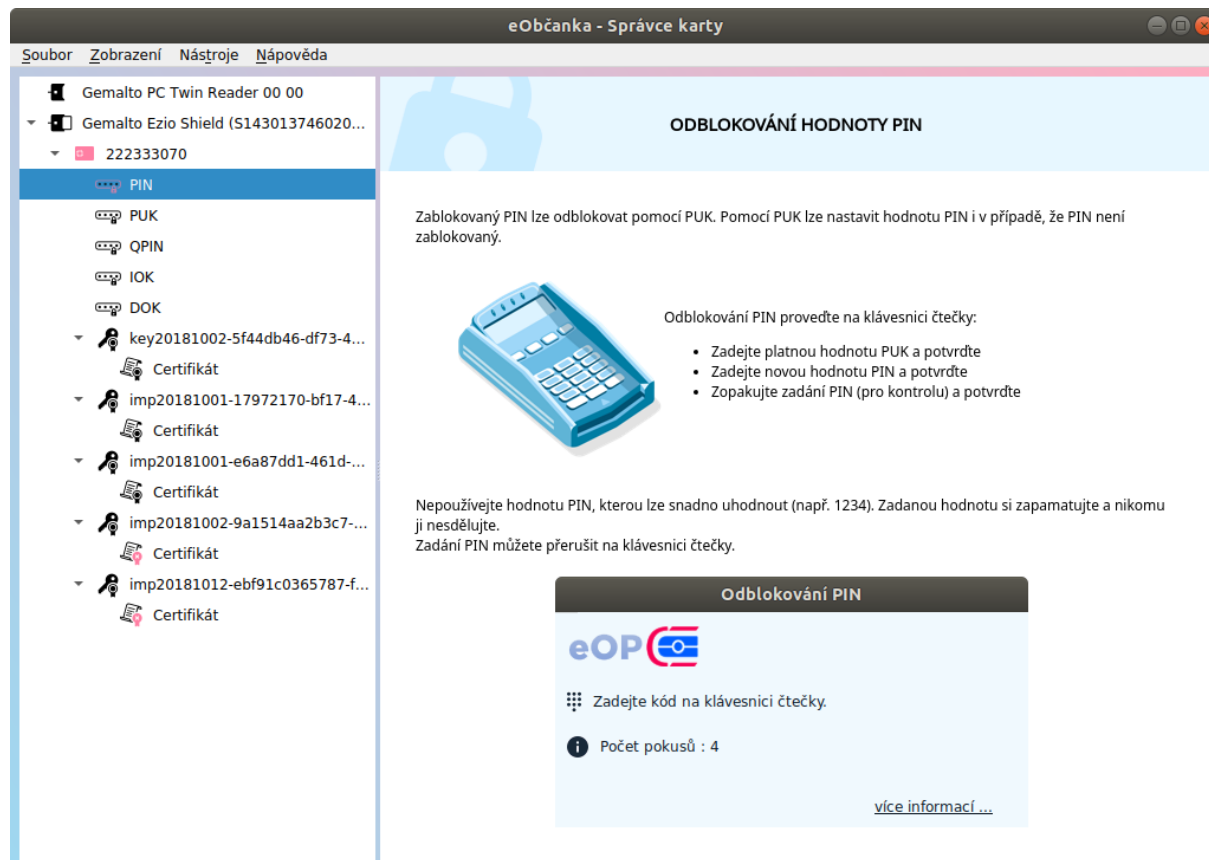 eObčanka - Správce karty
Soubor Zobrazení Nástroje Nápověda
Gemalto PC Twin Reader 00 00
Gemalto Ezio Shield (S143013746020...
222333070
PIN
PUK
QPIN
IOK
DOK
key20181002-5f44db46-df73-4...
Certifikát
imp20181001-17972170-bf17-4...
Certifikát
imp20181001-e6a87dd1-461d-...
Certifikát
imp20181002-9a1514aa2b3c7-...
Certifikát
imp20181012-ebf91c0365787-f...
Certifikát
ODBLOKOVÁNÍ HODNOTY PIN
Zablokovaný PIN lze odblokovat pomocí PUK. Pomocí PUK lze nastavit hodnotu PIN i v případě, že PIN není
zablokovaný.
Odblokování PIN proveďte na klávesnici čtečky:
• Zadejte platnou hodnotu PUK a potvrďte
• Zadejte novou hodnotu PIN a potvrďte
• Zopakujte zadání PIN (pro kontrolu) a potvrďte
Nepoužívejte hodnotu PIN, kterou lze snadno uhodnout (např. 1234). Zadanou hodnotu si zapamatujte a nikomu
ji nesdělujte.
Zadání PIN můžete přerušit na klávesnici čtečky.
Odblokování PIN
eOP
Zadejte kód na klávesnici čtečky.
Počet pokusů : 4
více informací ...